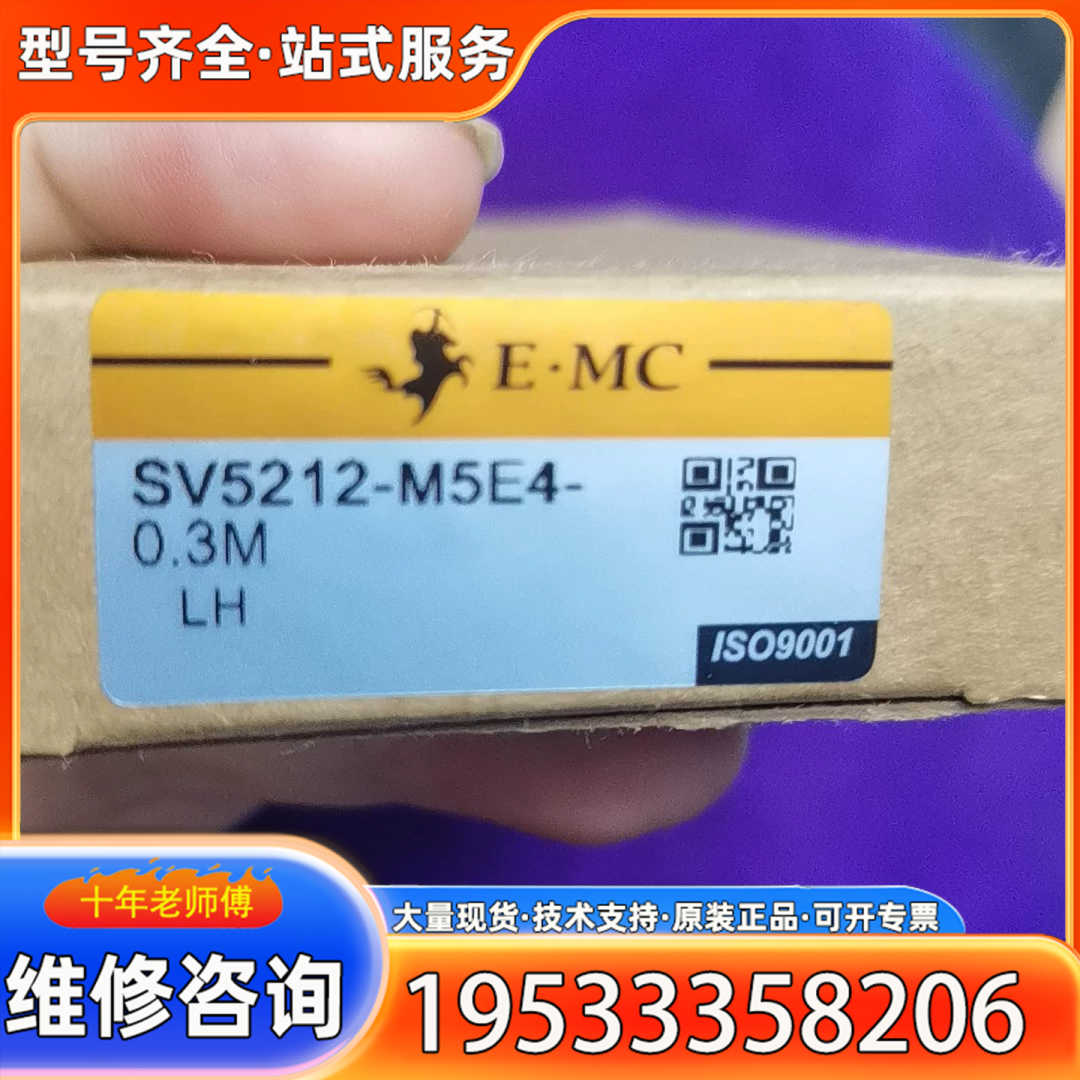 型号齐全·站式服务
E·MC
SV5212-M5E4-
0.3M
LH
ISO9001
十年老师傅
大量现货·技术支持·原装正品·可开专票
维修咨询
19533358206